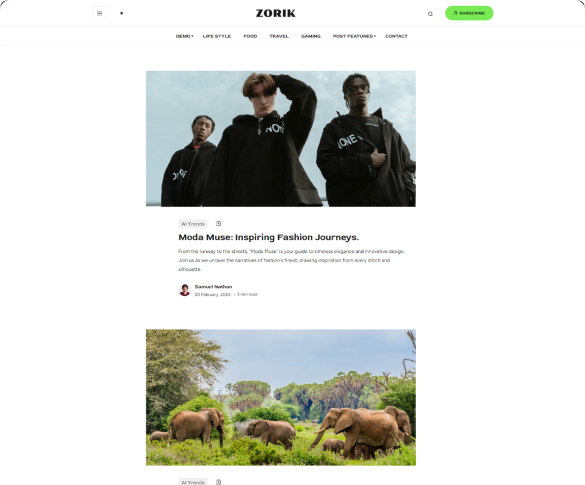 ZORIK
SUBSCRIBE
DEMO LIFE STYLE FOOD TRAVEL GAMING POST FEATURES CONTACT
AI Trends
Moda Muse: Inspiring Fashion Journeys.
From the runway to the streets, "Moda Muse" is your guide to timeless elegance and innovative design.
Join us as we unravel the narratives of fashion's finest, drawing inspiration from every stitch and
silhouette.
Samuel Nathan
20 February, 2024 • 3 min read
AI Trends